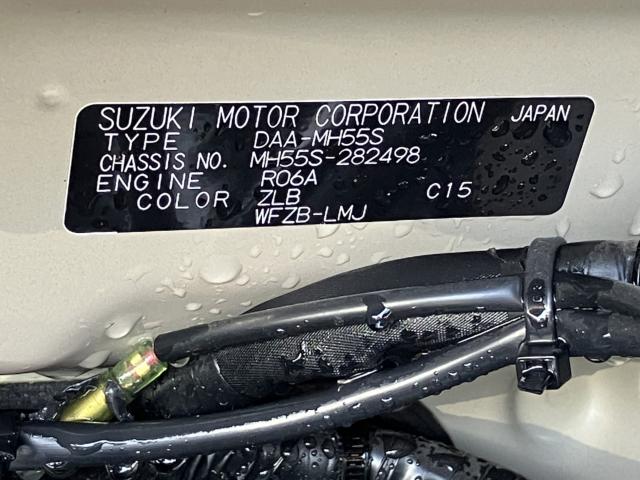 SUZUKI MOTOR CORPORATION JAPAN
TYPE DAA-MH55S
CHASSIS NO. MH55S-282498
ENGINE R06A
COLOR ZLB C15
WFZB-LMJ